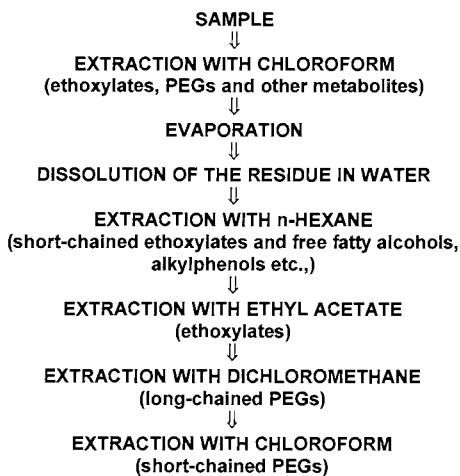 SAMPLE
⇓
EXTRACTION WITH CHLOROFORM
(ethoxylates, PEGs and other metabolites)
⇓
EVAPORATION
⇓
DISSOLUTION OF THE RESIDUE IN WATER
⇓
EXTRACTION WITH n-HEXANE
(short-chained ethoxylates and free fatty alcohols,
alkylphenols etc.,)
⇓
EXTRACTION WITH ETHYL ACETATE
(ethoxylates)
⇓
EXTRACTION WITH DICHLOROMETHANE
(long-chained PEGs)
⇓
EXTRACTION WITH CHLOROFORM
(short-chained PEGs)